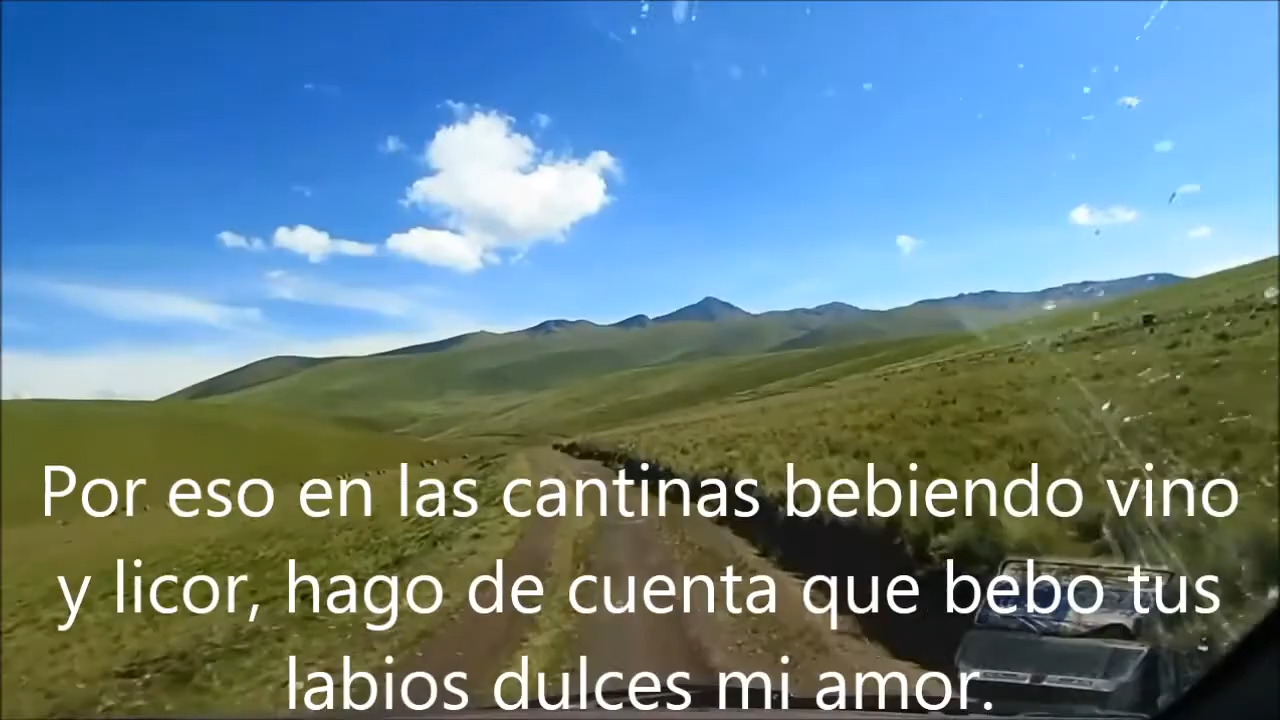 Por eso en las cantinas bebiendo vino
y licor, hago de cuenta que bebo tus
labios dulces mi amor.